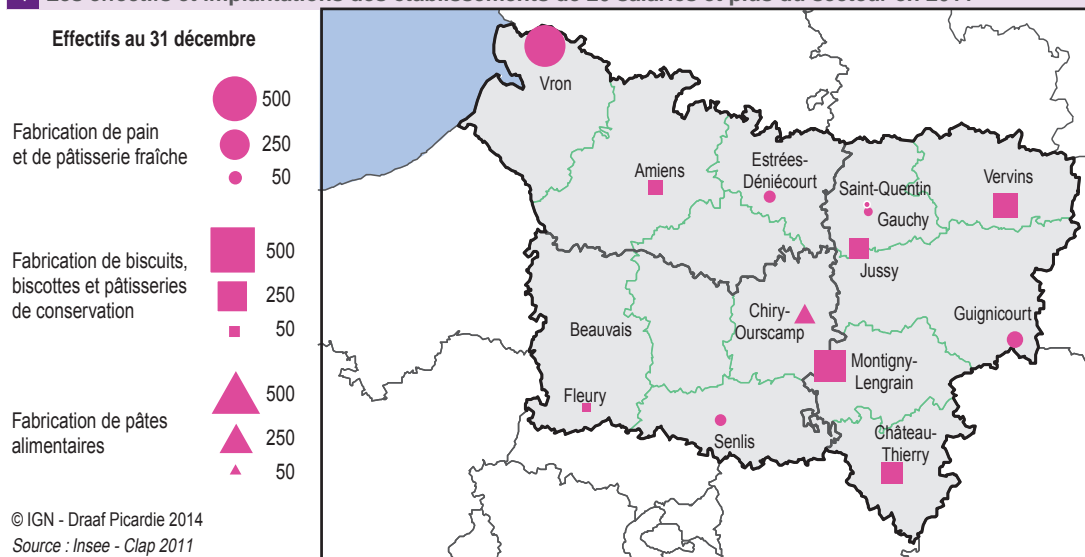 Effectifs au 31 décembre
500
250
50
Fabrication de pain
et de pâtisserie fraîche
500
250
50
Fabrication de biscuits,
biscottes et pâtisseries
de conservation
500
250
50
Fabrication de pâtes
alimentaires
© IGN - Draaf Picardie 2014
Source : Insee - Clap 2011
Vron
Amiens
Estrées-
Déniécourt
Saint-Quentin
Gauchy
Vervins
Jussy
Beauvais
Chiry-
Ourscamp
Guignicourt
Montigny-
Lengrain
Fleury
Senlis
Château-
Thierry